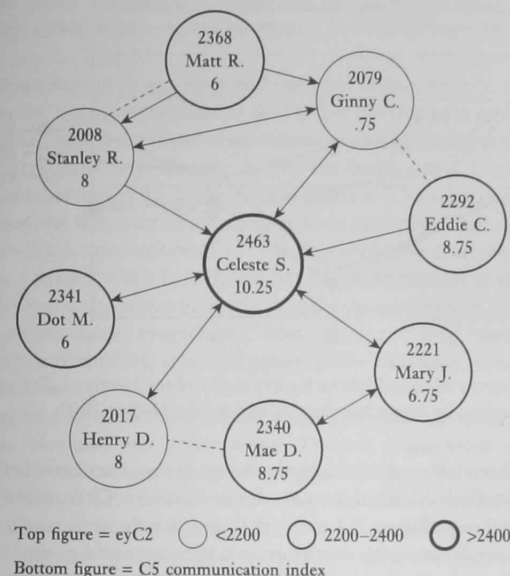 2368
Matt R.
6
2079
Ginny C.
.75
2008
Stanley R.
8
2292
Eddie C.
8.75
2463
Celeste S.
10.25
2341
Dot M.
6
2221
Mary J.
6.75
2017
Henry D.
8
2340
Mae D.
8.75
Top figure = eyC2 <2200 2200–2400 >2400
Bottom figure = C5 communication index